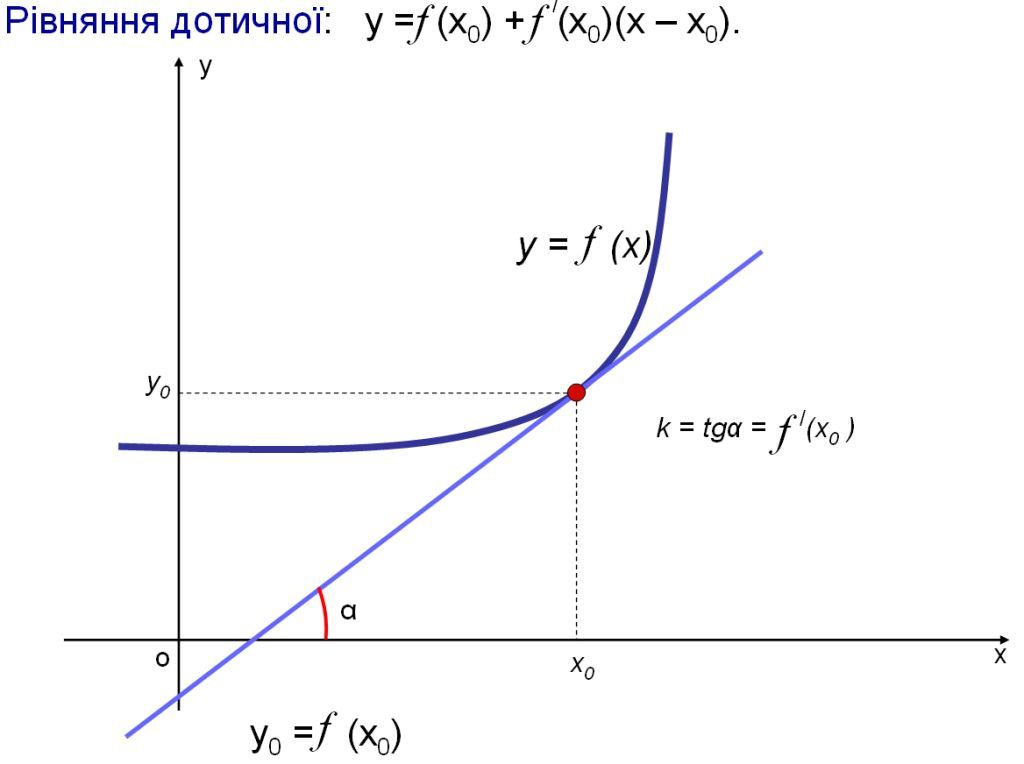 Рівняння дотичної: y = f (x₀) + f ′(x₀)(x – x₀).
y
y = f (x)
y₀
k = tgα = f ′(x₀ )
α
o
x₀
x
y₀ = f (x₀)